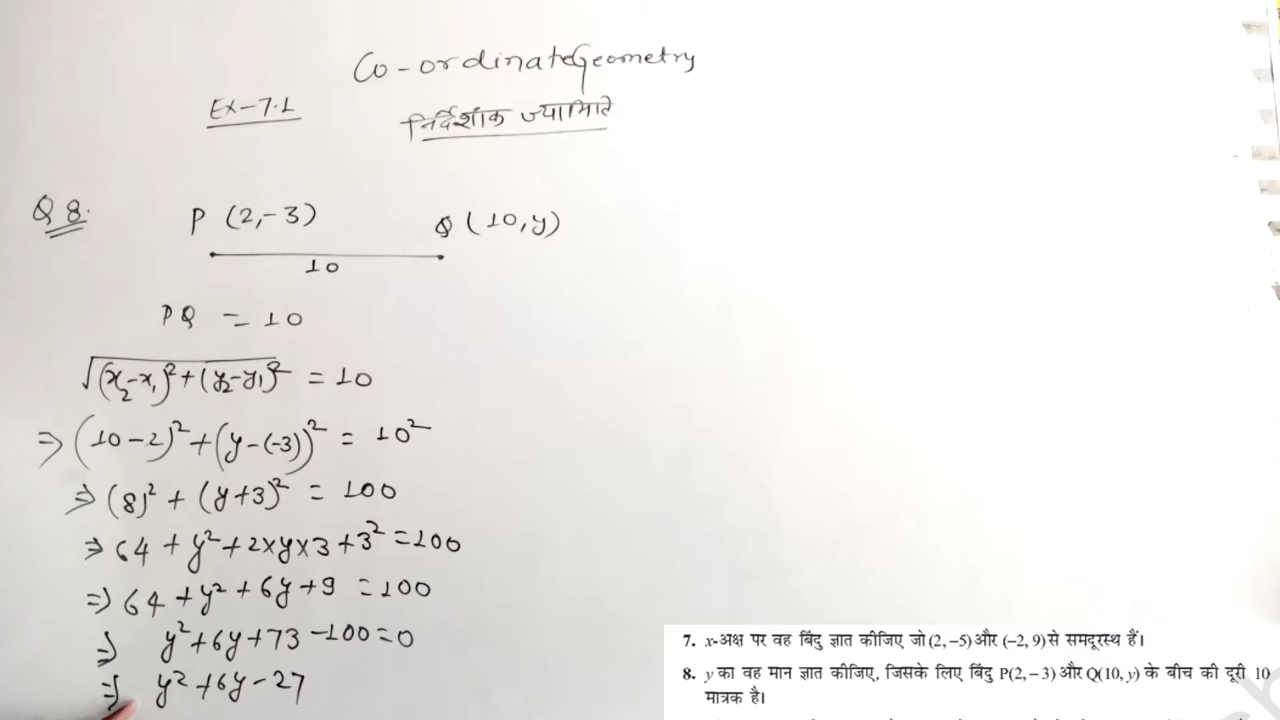 Co-ordinate Geometry
Ex-7.1
निर्देशांक ज्यामिति
Q 8.
P (2,-3) Q (10,y)
10
PQ = 10
√(x₂-x₁)²+(y₂-y₁)² = 10
⇒ (10-2)²+(y-(-3))² = 10²
⇒ (8)² + (y+3)² = 100
⇒ 64 + y²+2×y×3+3² = 100
⇒ 64 + y² + 6y + 9 = 100
⇒ y²+6y+73-100=0
⇒ y²+6y-27
7. x-अक्ष पर वह बिंदु ज्ञात कीजिए जो (2, –5) और (–2, 9) से समदूरस्थ हैं।
8. y का वह मान ज्ञात कीजिए, जिसके लिए बिंदु P(2, – 3) और Q(10, y) के बीच की दूरी 10
मात्रक है।